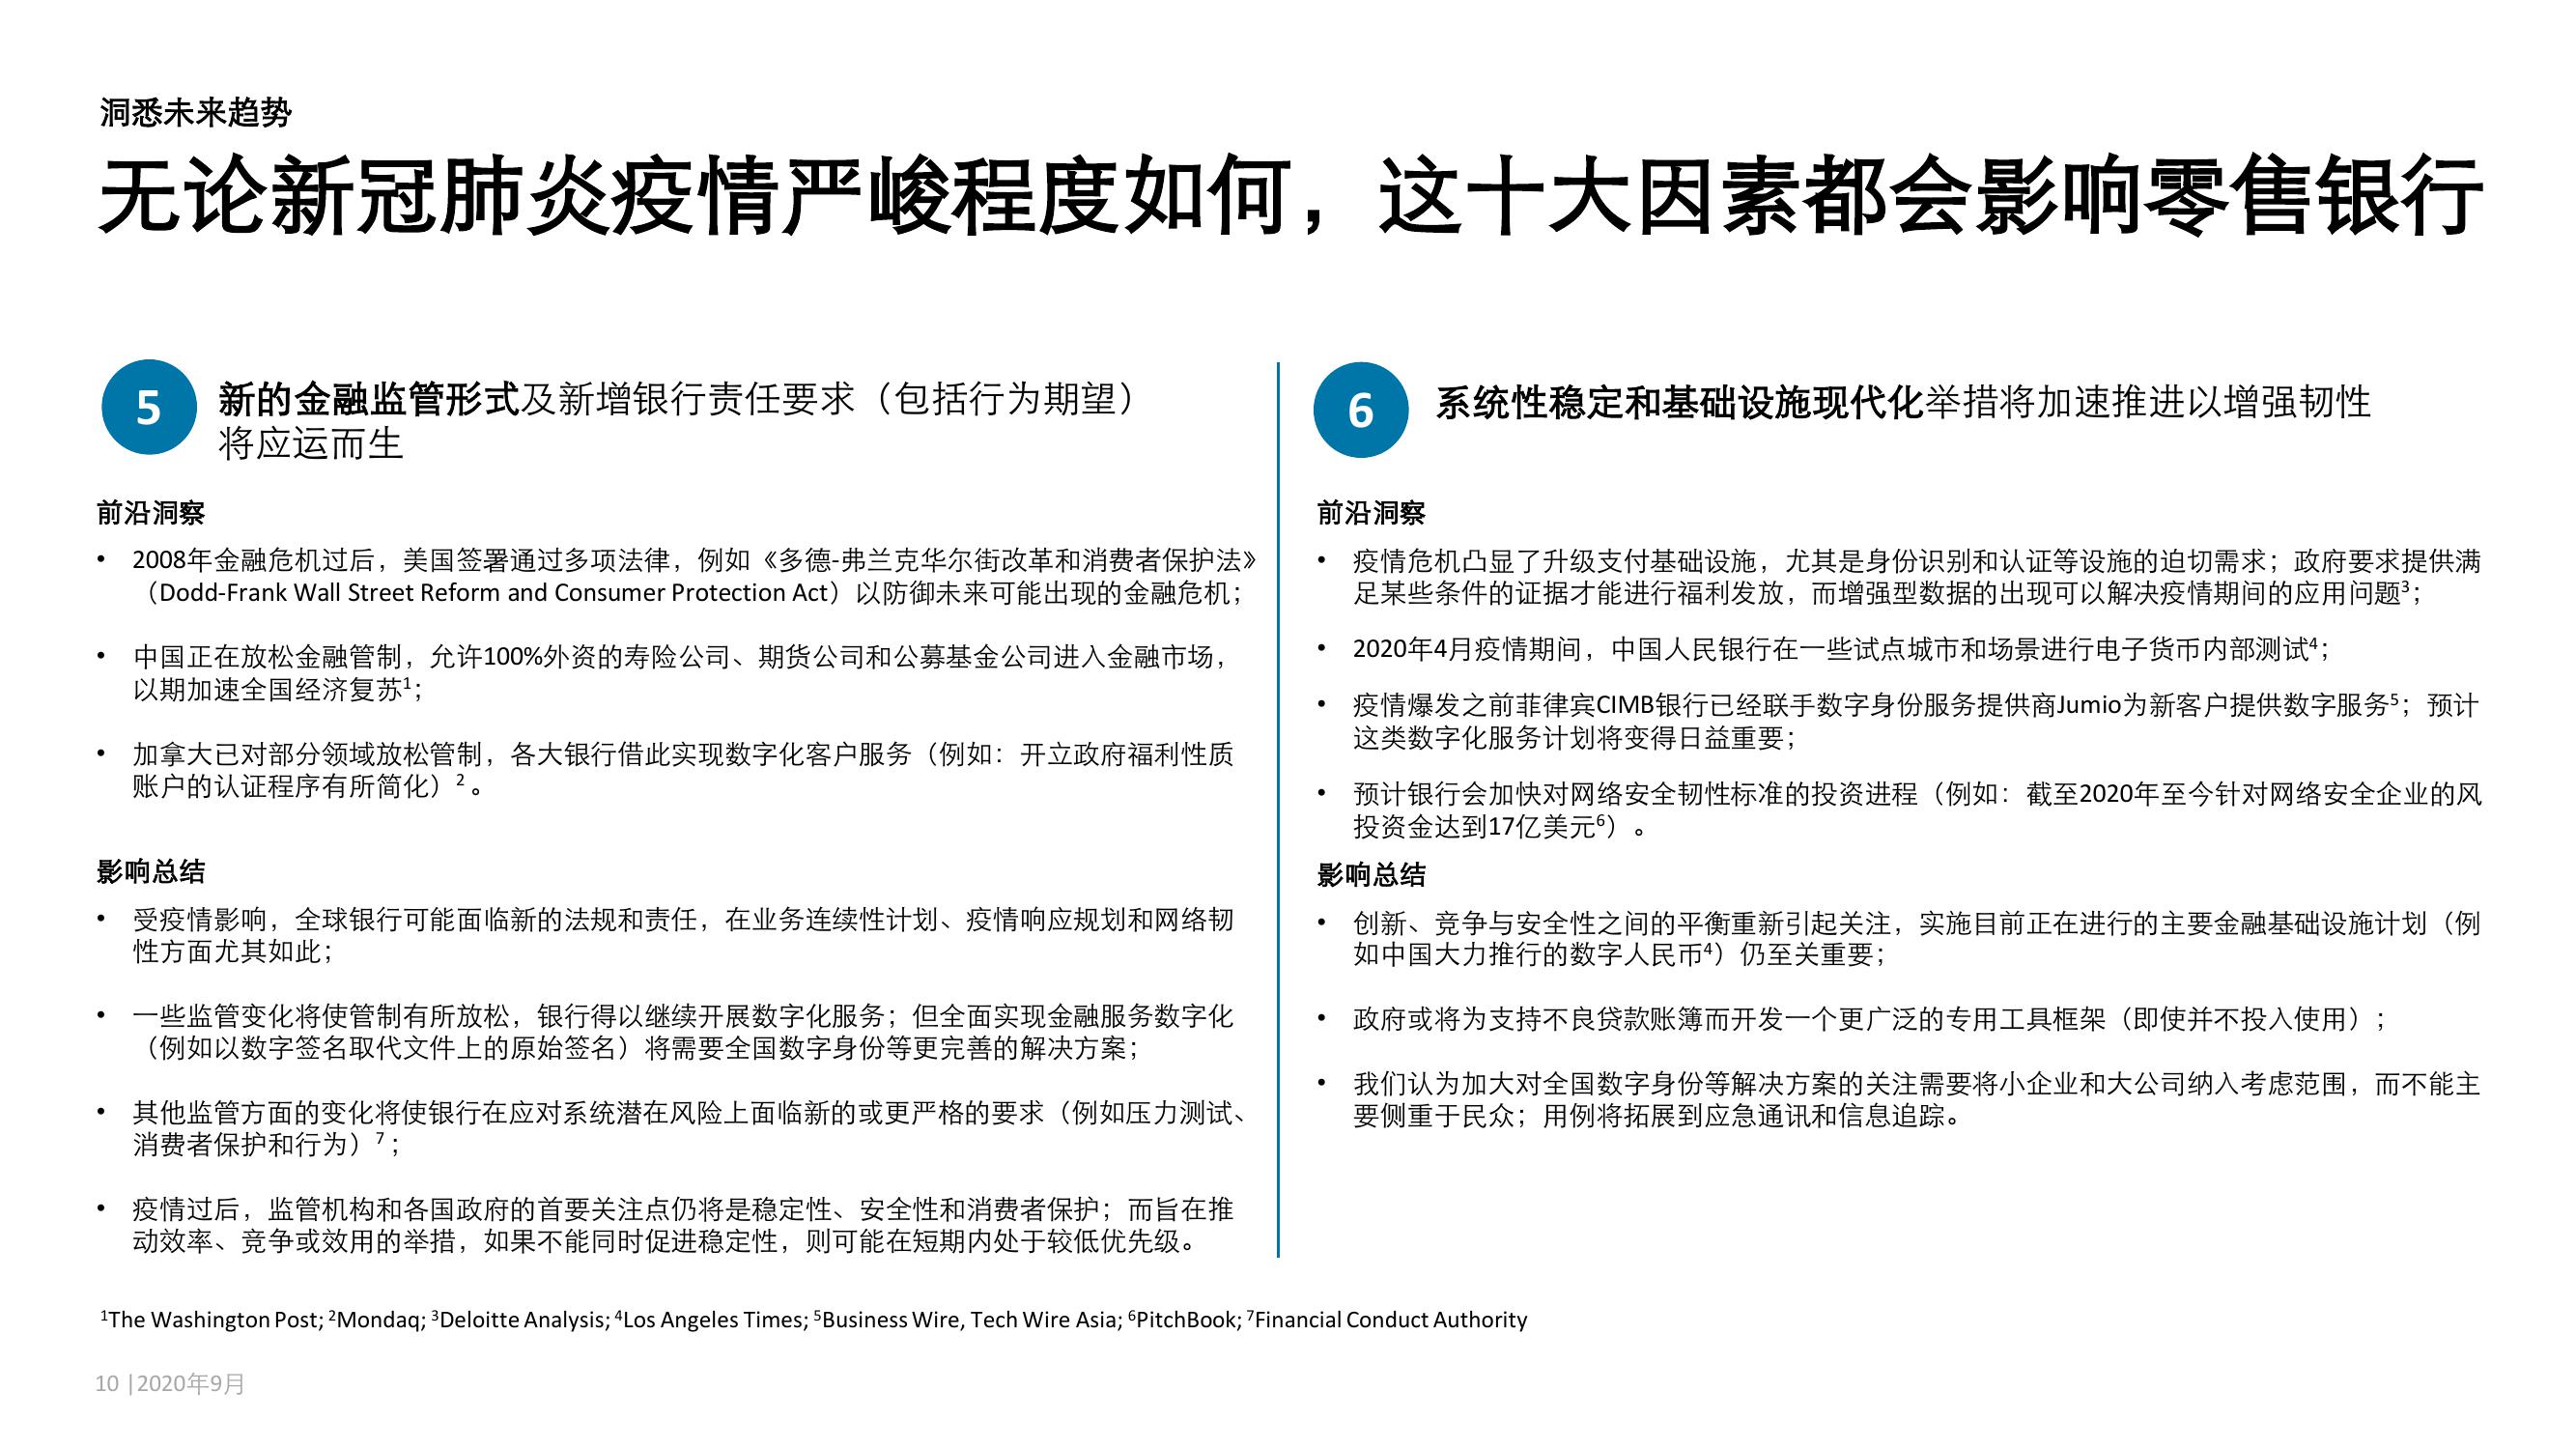 洞悉未来趋势
无论新冠肺炎疫情严峻程度如何，这十大因素都会影响零售银行
5
新的金融监管形式及新增银行责任要求（包括行为期望）
将应运而生
前沿洞察
• 2008年金融危机过后，美国签署通过多项法律，例如《多德-弗兰克华尔街改革和消费者保护法》
（Dodd-Frank Wall Street Reform and Consumer Protection Act）以防御未来可能出现的金融危机；
• 中国正在放松金融管制，允许100%外资的寿险公司、期货公司和公募基金公司进入金融市场，
以期加速全国经济复苏¹；
• 加拿大已对部分领域放松管制，各大银行借此实现数字化客户服务（例如：开立政府福利性质
账户的认证程序有所简化）² 。
影响总结
• 受疫情影响，全球银行可能面临新的法规和责任，在业务连续性计划、疫情响应规划和网络韧
性方面尤其如此；
• 一些监管变化将使管制有所放松，银行得以继续开展数字化服务；但全面实现金融服务数字化
（例如以数字签名取代文件上的原始签名）将需要全国数字身份等更完善的解决方案；
• 其他监管方面的变化将使银行在应对系统潜在风险上面临新的或更严格的要求（例如压力测试、
消费者保护和行为）⁷；
• 疫情过后，监管机构和各国政府的首要关注点仍将是稳定性、安全性和消费者保护；而旨在推
动效率、竞争或效用的举措，如果不能同时促进稳定性，则可能在短期内处于较低优先级。
6
系统性稳定和基础设施现代化举措将加速推进以增强韧性
前沿洞察
• 疫情危机凸显了升级支付基础设施，尤其是身份识别和认证等设施的迫切需求；政府要求提供满
足某些条件的证据才能进行福利发放，而增强型数据的出现可以解决疫情期间的应用问题³；
• 2020年4月疫情期间，中国人民银行在一些试点城市和场景进行电子货币内部测试⁴；
• 疫情爆发之前菲律宾CIMB银行已经联手数字身份服务提供商Jumio为新客户提供数字服务⁵；预计
这类数字化服务计划将变得日益重要；
• 预计银行会加快对网络安全韧性标准的投资进程（例如：截至2020年至今针对网络安全企业的风
投资金达到17亿美元⁶）。
影响总结
• 创新、竞争与安全性之间的平衡重新引起关注，实施目前正在进行的主要金融基础设施计划（例
如中国大力推行的数字人民币⁴）仍至关重要；
• 政府或将为支持不良贷款账簿而开发一个更广泛的专用工具框架（即使并不投入使用）；
• 我们认为加大对全国数字身份等解决方案的关注需要将小企业和大公司纳入考虑范围，而不能主
要侧重于民众；用例将拓展到应急通讯和信息追踪。
¹The Washington Post; ²Mondaq; ³Deloitte Analysis; ⁴Los Angeles Times; ⁵Business Wire, Tech Wire Asia; ⁶PitchBook; ⁷Financial Conduct Authority
10 |2020年9月